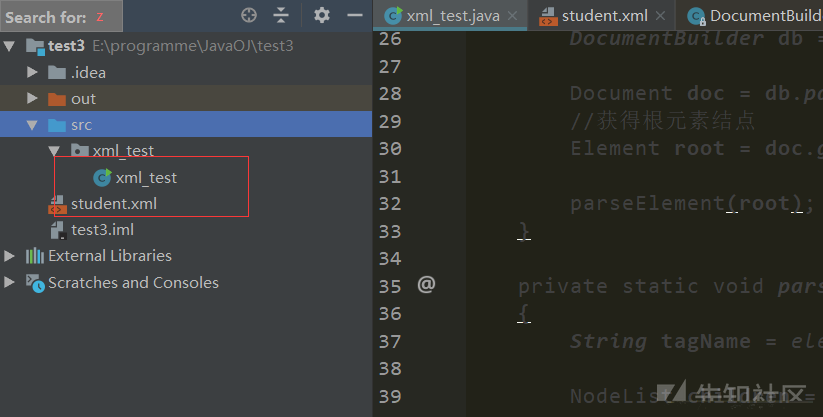 Search for: z
test3 E:\programme\JavaOJ\test3
.idea
out
src
xml_test
xml_test
student.xml
test3.iml
External Libraries
Scratches and Consoles
xml_test.java
student.xml
DocumentBuilde
26 DocumentBuilder db =
27
28 Document doc = db.pa
29 //获得根元素结点
30 Element root = doc.g
31
32 parseElement(root);
33 }
34
35 @ private static void pars
36 {
37 String tagName = ele
38
39 NodeList children =
先知社区